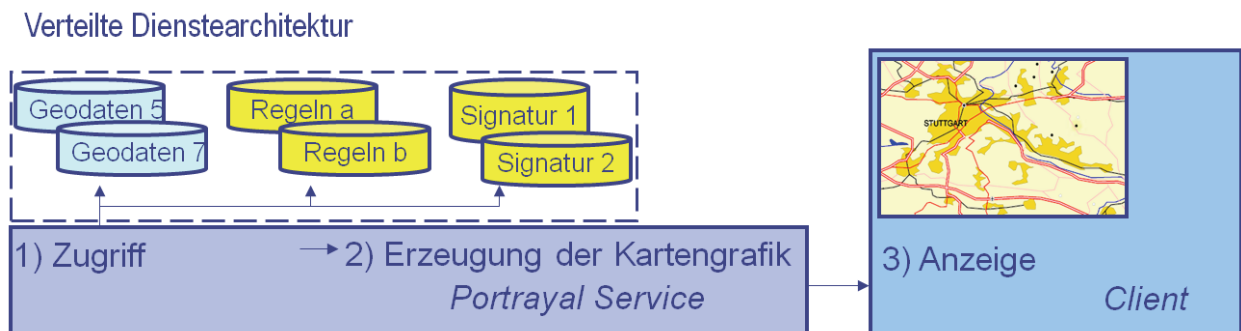 Verteilte Dienstearchitektur
Geodaten 5
Geodaten 7
Regeln a
Regeln b
Signatur 1
Signatur 2
STUTTGART
1) Zugriff
2) Erzeugung der Kartengrafik
Portrayal Service
3) Anzeige
Client